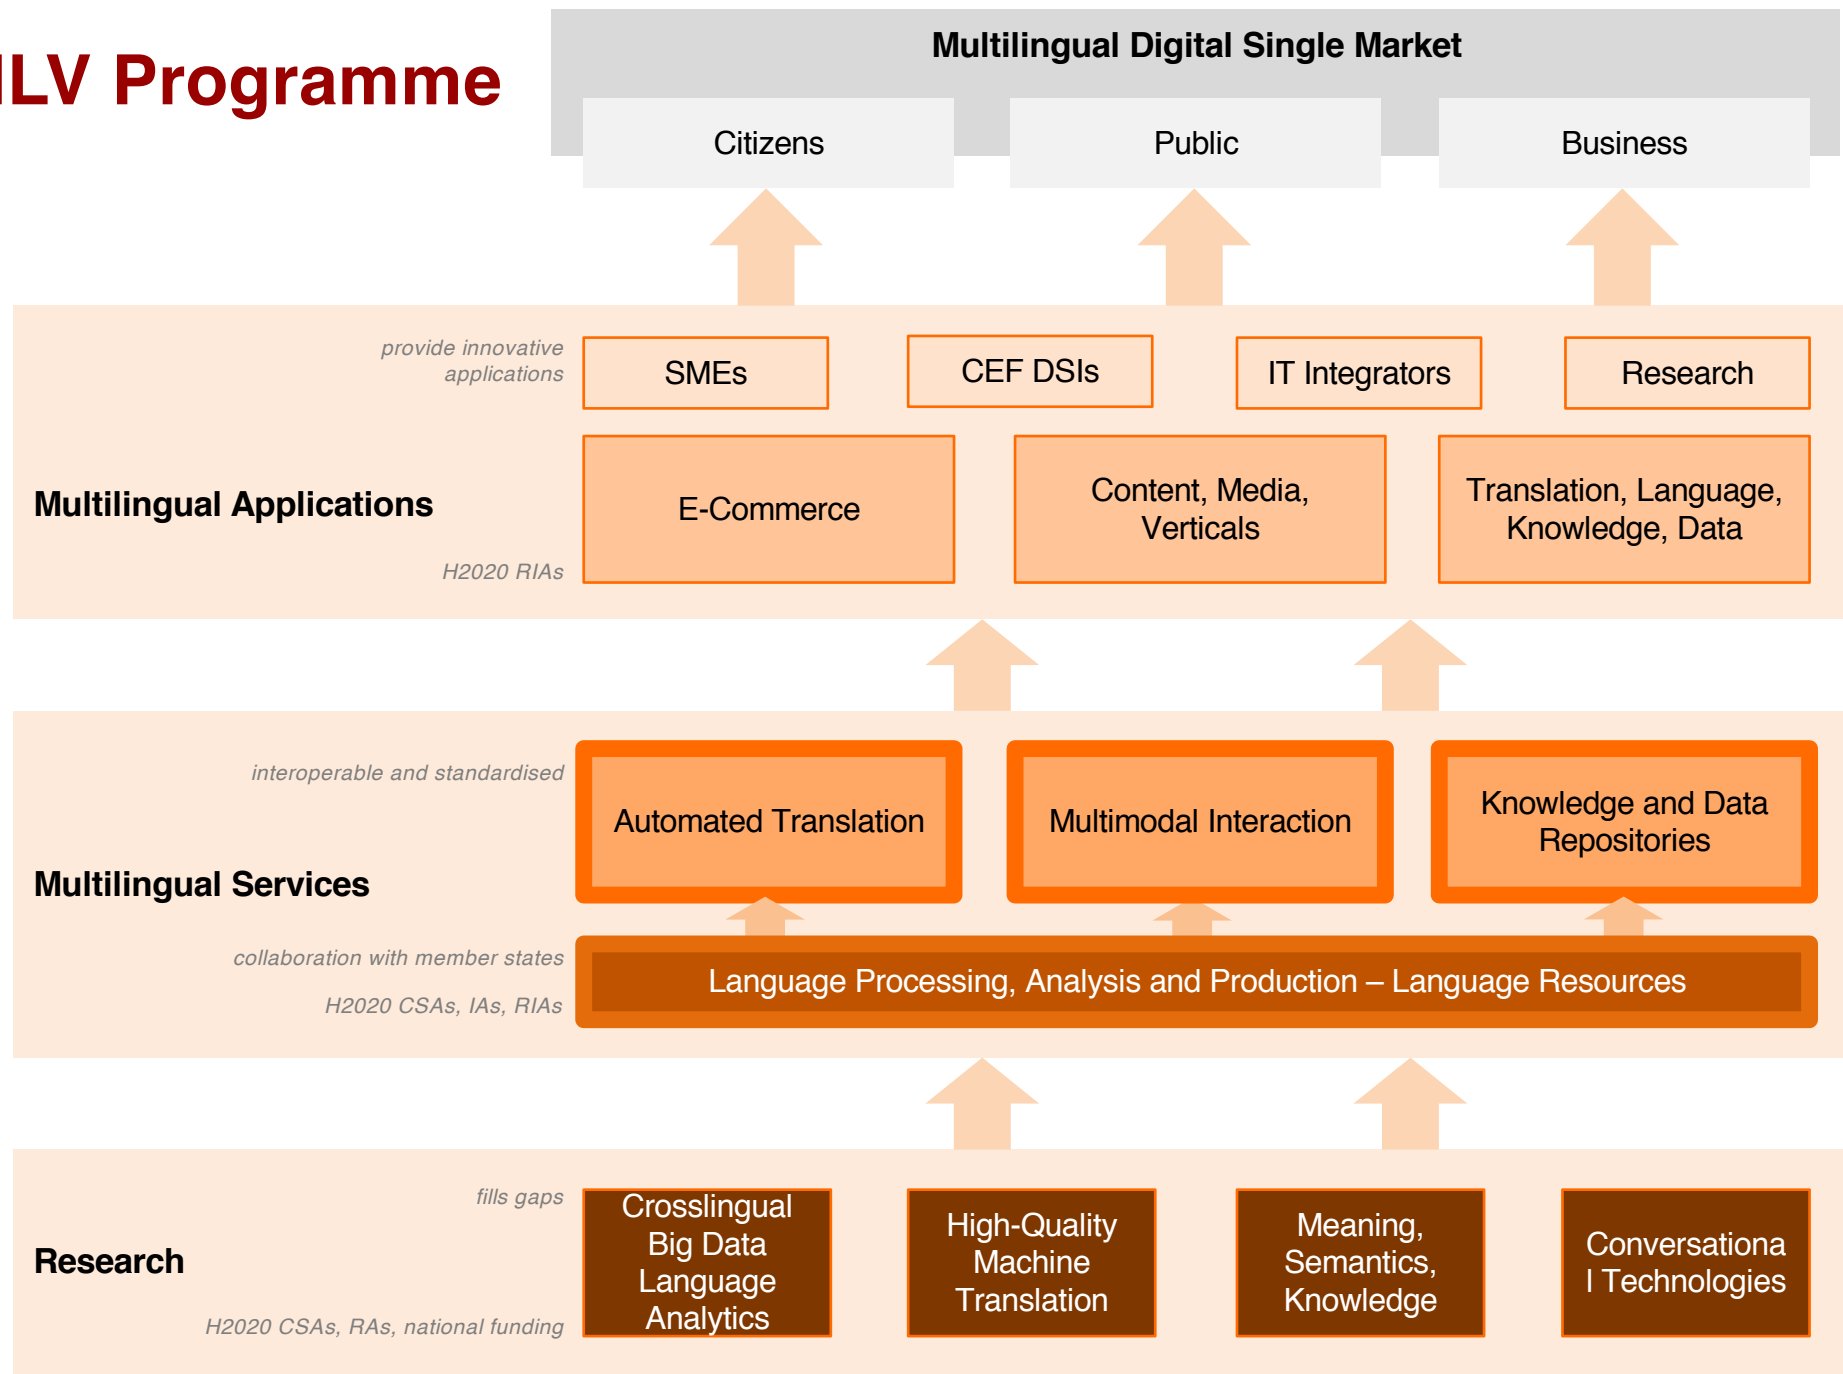 LV Programme
Multilingual Digital Single Market
Citizens
Public
Business
provide innovative
applications
SMEs
CEF DSIs
IT Integrators
Research
Multilingual Applications
E-Commerce
Content, Media,
Verticals
Translation, Language,
Knowledge, Data
H2020 RIAs
interoperable and standardised
Automated Translation
Multimodal Interaction
Knowledge and Data
Repositories
Multilingual Services
collaboration with member states
H2020 CSAs, IAs, RIAs
Language Processing, Analysis and Production – Language Resources
fills gaps
Research
H2020 CSAs, RAs, national funding
Crosslingual
Big Data
Language
Analytics
High-Quality
Machine
Translation
Meaning,
Semantics,
Knowledge
Conversationa
l Technologies